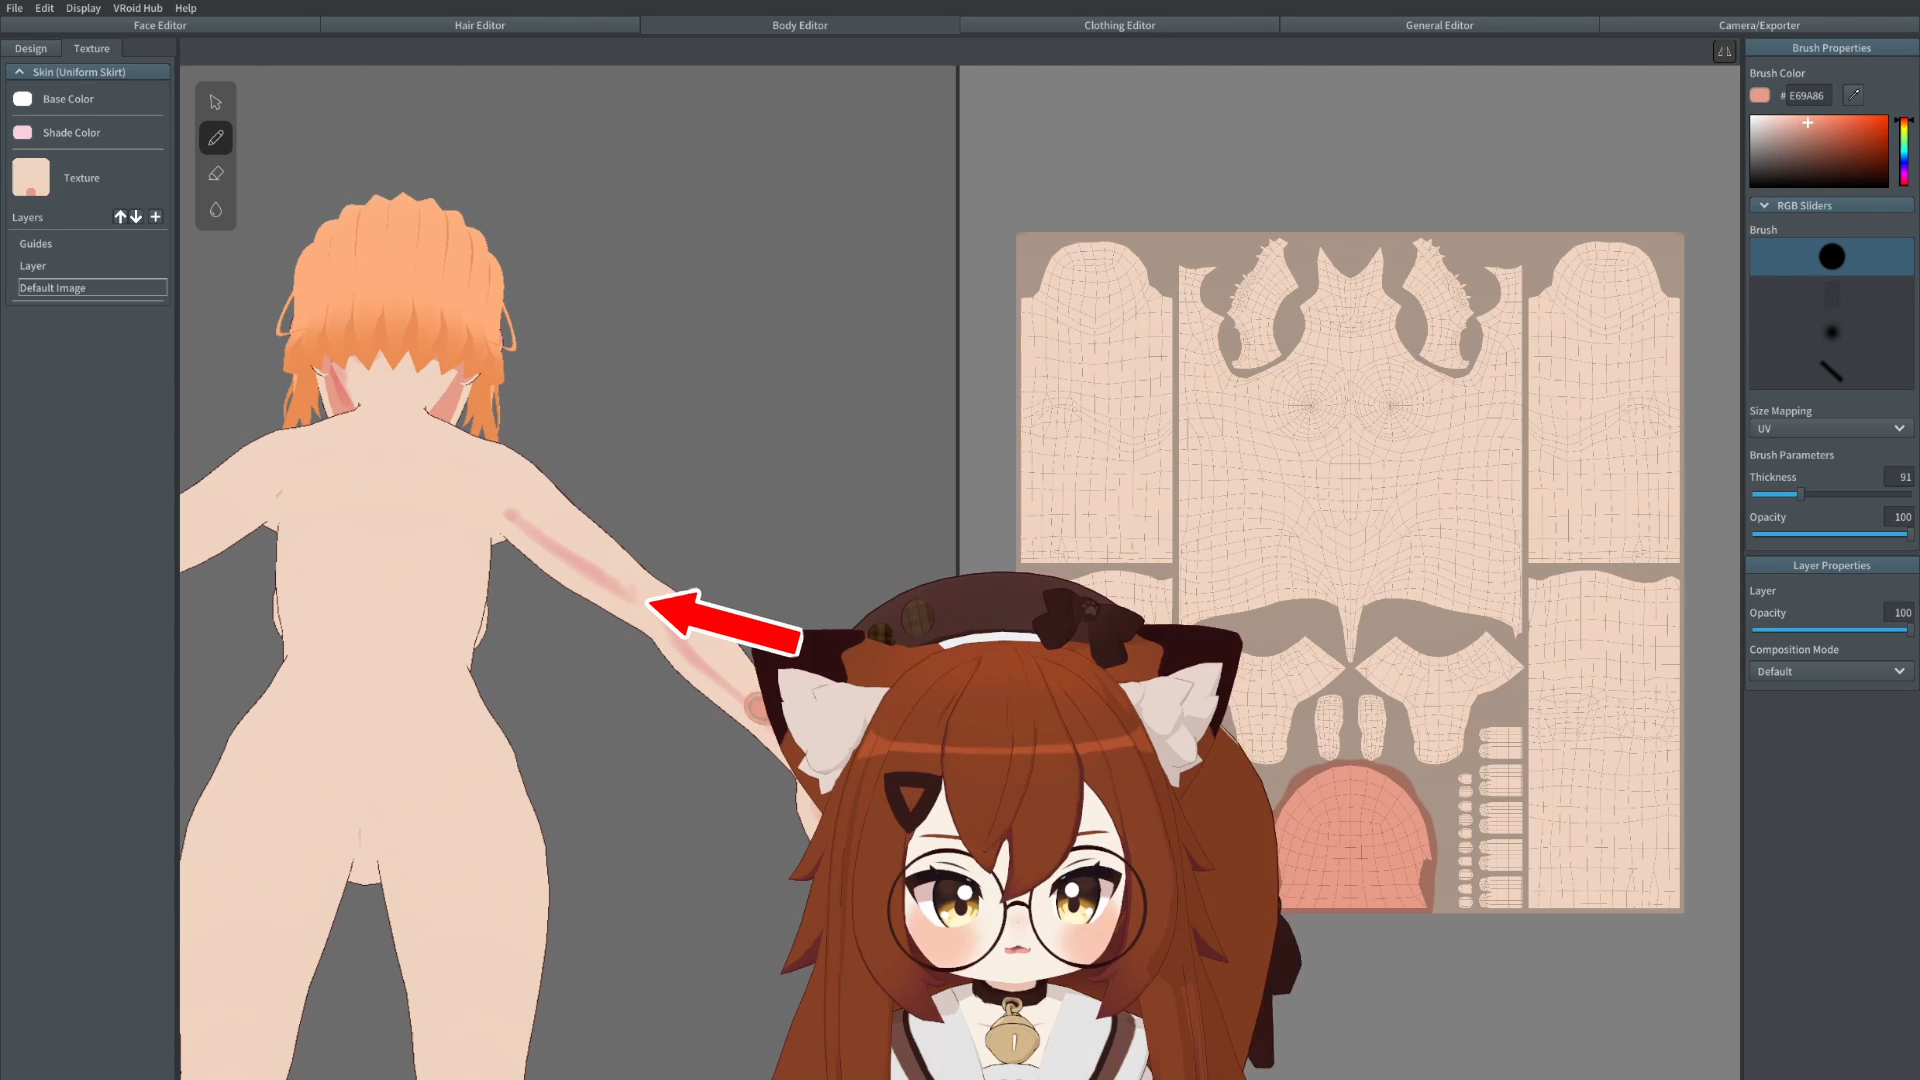 File Edit Display VRoid Hub Help
Face Editor Hair Editor Body Editor Clothing Editor General Editor Camera/Exporter
Design Texture
Skin (Uniform Skirt)
Base Color
Shade Color
Texture
Layers
Guides
Layer
Default Image
Brush Properties
Brush Color
# E69A86
RGB Sliders
Brush
Size Mapping
UV
Brush Parameters
Thickness 91
Opacity 100
Layer Properties
Layer
Opacity 100
Composition Mode
Default